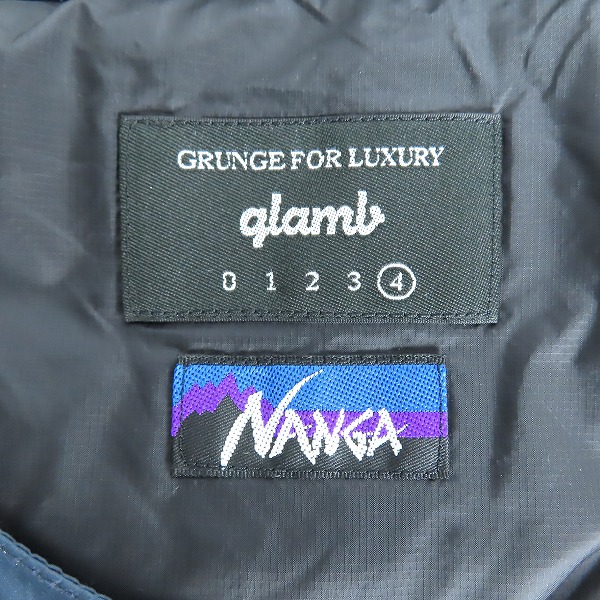 GRUNGE FOR LUXURY
glamb
0 1 2 3 4
NANGA